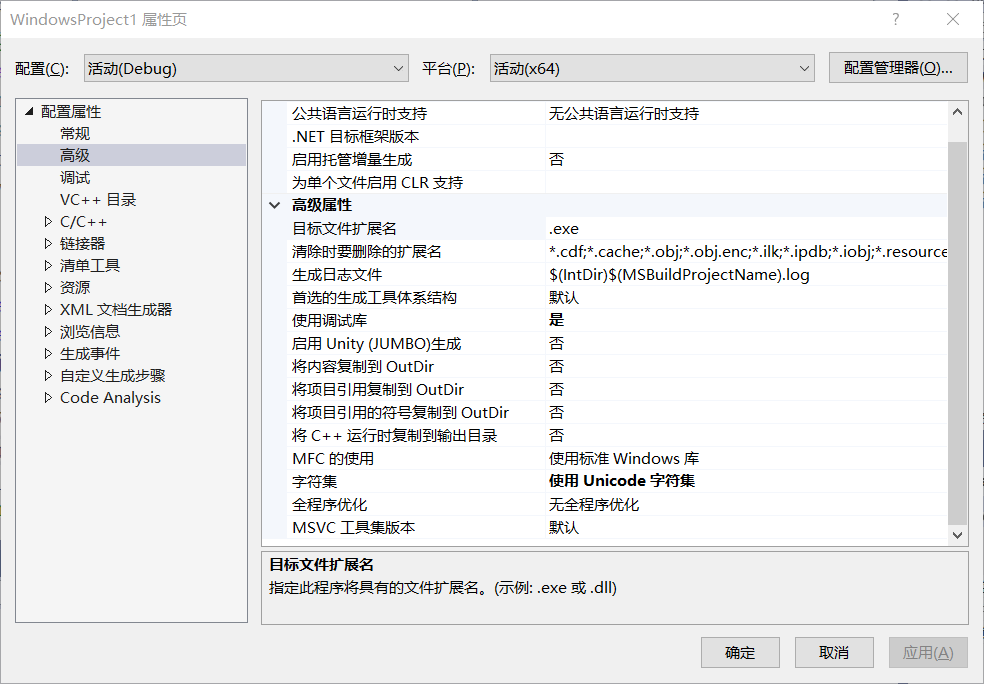 WindowsProject1 属性页
配置(C): 活动(Debug) 平台(P): 活动(x64) 配置管理器(O)...
配置属性
常规
高级
调试
VC++ 目录
C/C++
链接器
清单工具
资源
XML 文档生成器
浏览信息
生成事件
自定义生成步骤
Code Analysis
公共语言运行时支持 无公共语言运行时支持
.NET 目标框架版本
启用托管增量生成 否
为单个文件启用 CLR 支持
高级属性
目标文件扩展名 .exe
清除时要删除的扩展名 *.cdf;*.cache;*.obj;*.obj.enc;*.ilk;*.ipdb;*.iobj;*.resource
生成日志文件 $(IntDir)$(MSBuildProjectName).log
首选的生成工具体系结构 默认
使用调试库 是
启用 Unity (JUMBO)生成 否
将内容复制到 OutDir 否
将项目引用复制到 OutDir 否
将项目引用的符号复制到 OutDir 否
将 C++ 运行时复制到输出目录 否
MFC 的使用 使用标准 Windows 库
字符集 使用 Unicode 字符集
全程序优化 无全程序优化
MSVC 工具集版本 默认
目标文件扩展名
指定此程序将具有的文件扩展名。(示例: .exe 或 .dll)
确定 取消 应用(A)